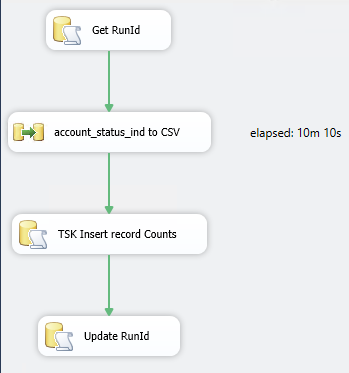 Get RunId
account_status_ind to CSV
elapsed: 10m 10s
TSK Insert record Counts
Update RunId